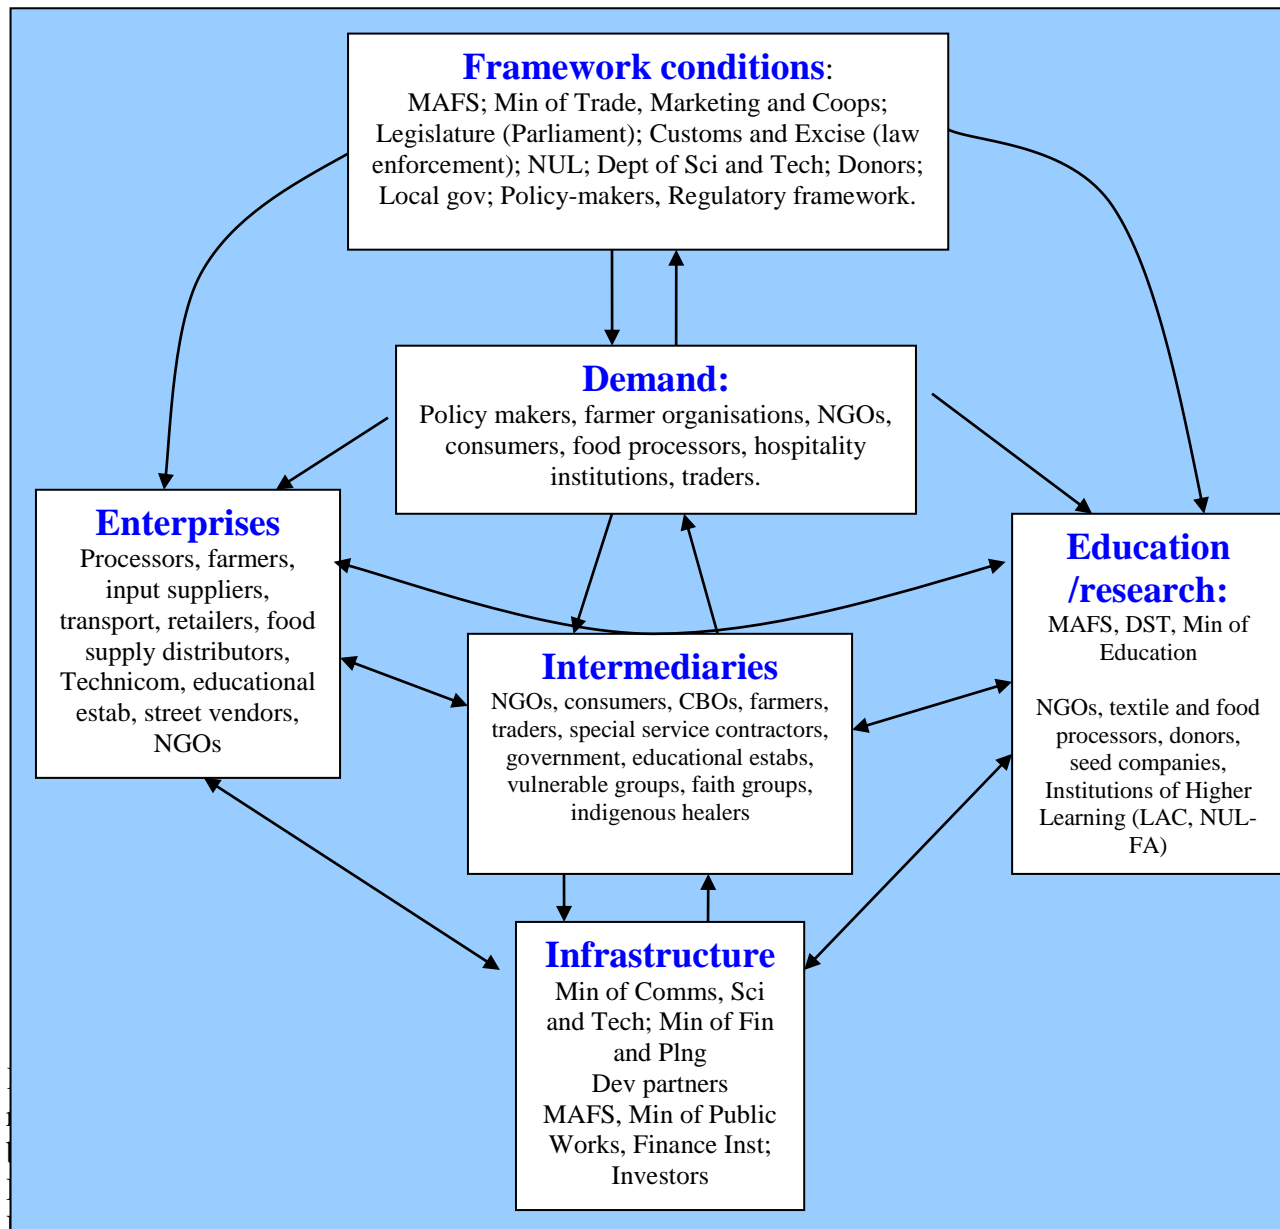 Framework conditions:
MAFS; Min of Trade, Marketing and Coops;
Legislature (Parliament); Customs and Excise (law
enforcement); NUL; Dept of Sci and Tech; Donors;
Local gov; Policy-makers, Regulatory framework.
Demand:
Policy makers, farmer organisations, NGOs,
consumers, food processors, hospitality
institutions, traders.
Enterprises
Processors, farmers,
input suppliers,
transport, retailers, food
supply distributors,
Technicom, educational
estab, street vendors,
NGOs
Education
/research:
MAFS, DST, Min of
Education
NGOs, textile and food
processors, donors,
seed companies,
Institutions of Higher
Learning (LAC, NUL-
FA)
Intermediaries
NGOs, consumers, CBOs, farmers,
traders, special service contractors,
government, educational estabs,
vulnerable groups, faith groups,
indigenous healers
Infrastructure
Min of Comms, Sci
and Tech; Min of Fin
and Plng
Dev partners
MAFS, Min of Public
Works, Finance Inst;
Investors